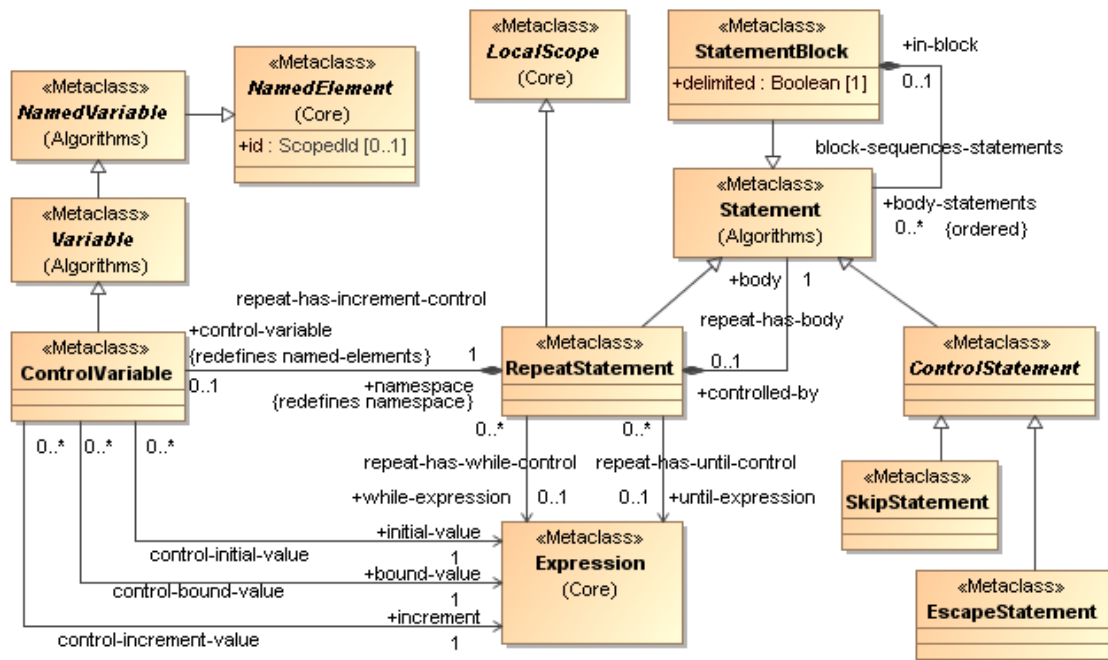 «Metaclass»
NamedVariable
(Algorithms)
«Metaclass»
NamedElement
(Core)
+id : ScopedId [0..1]
«Metaclass»
LocalScope
(Core)
«Metaclass»
StatementBlock
+delimited : Boolean [1]
+in-block
0..1
block-sequences-statements
«Metaclass»
Statement
(Algorithms)
+body-statements
0..*
{ordered}
«Metaclass»
Variable
(Algorithms)
+body
1
repeat-has-increment-control
repeat-has-body
+control-variable
{redefines named-elements}
0..1
1
+namespace
{redefines namespace}
«Metaclass»
ControlVariable
«Metaclass»
RepeatStatement
0..1
+controlled-by
«Metaclass»
ControlStatement
0..*
0..*
0..*
0..*
0..*
repeat-has-while-control
repeat-has-until-control
+while-expression
0..1
0..1
+until-expression
«Metaclass»
SkipStatement
+initial-value
control-initial-value
1
+bound-value
control-bound-value
1
+increment
control-increment-value
1
«Metaclass»
Expression
(Core)
«Metaclass»
EscapeStatement